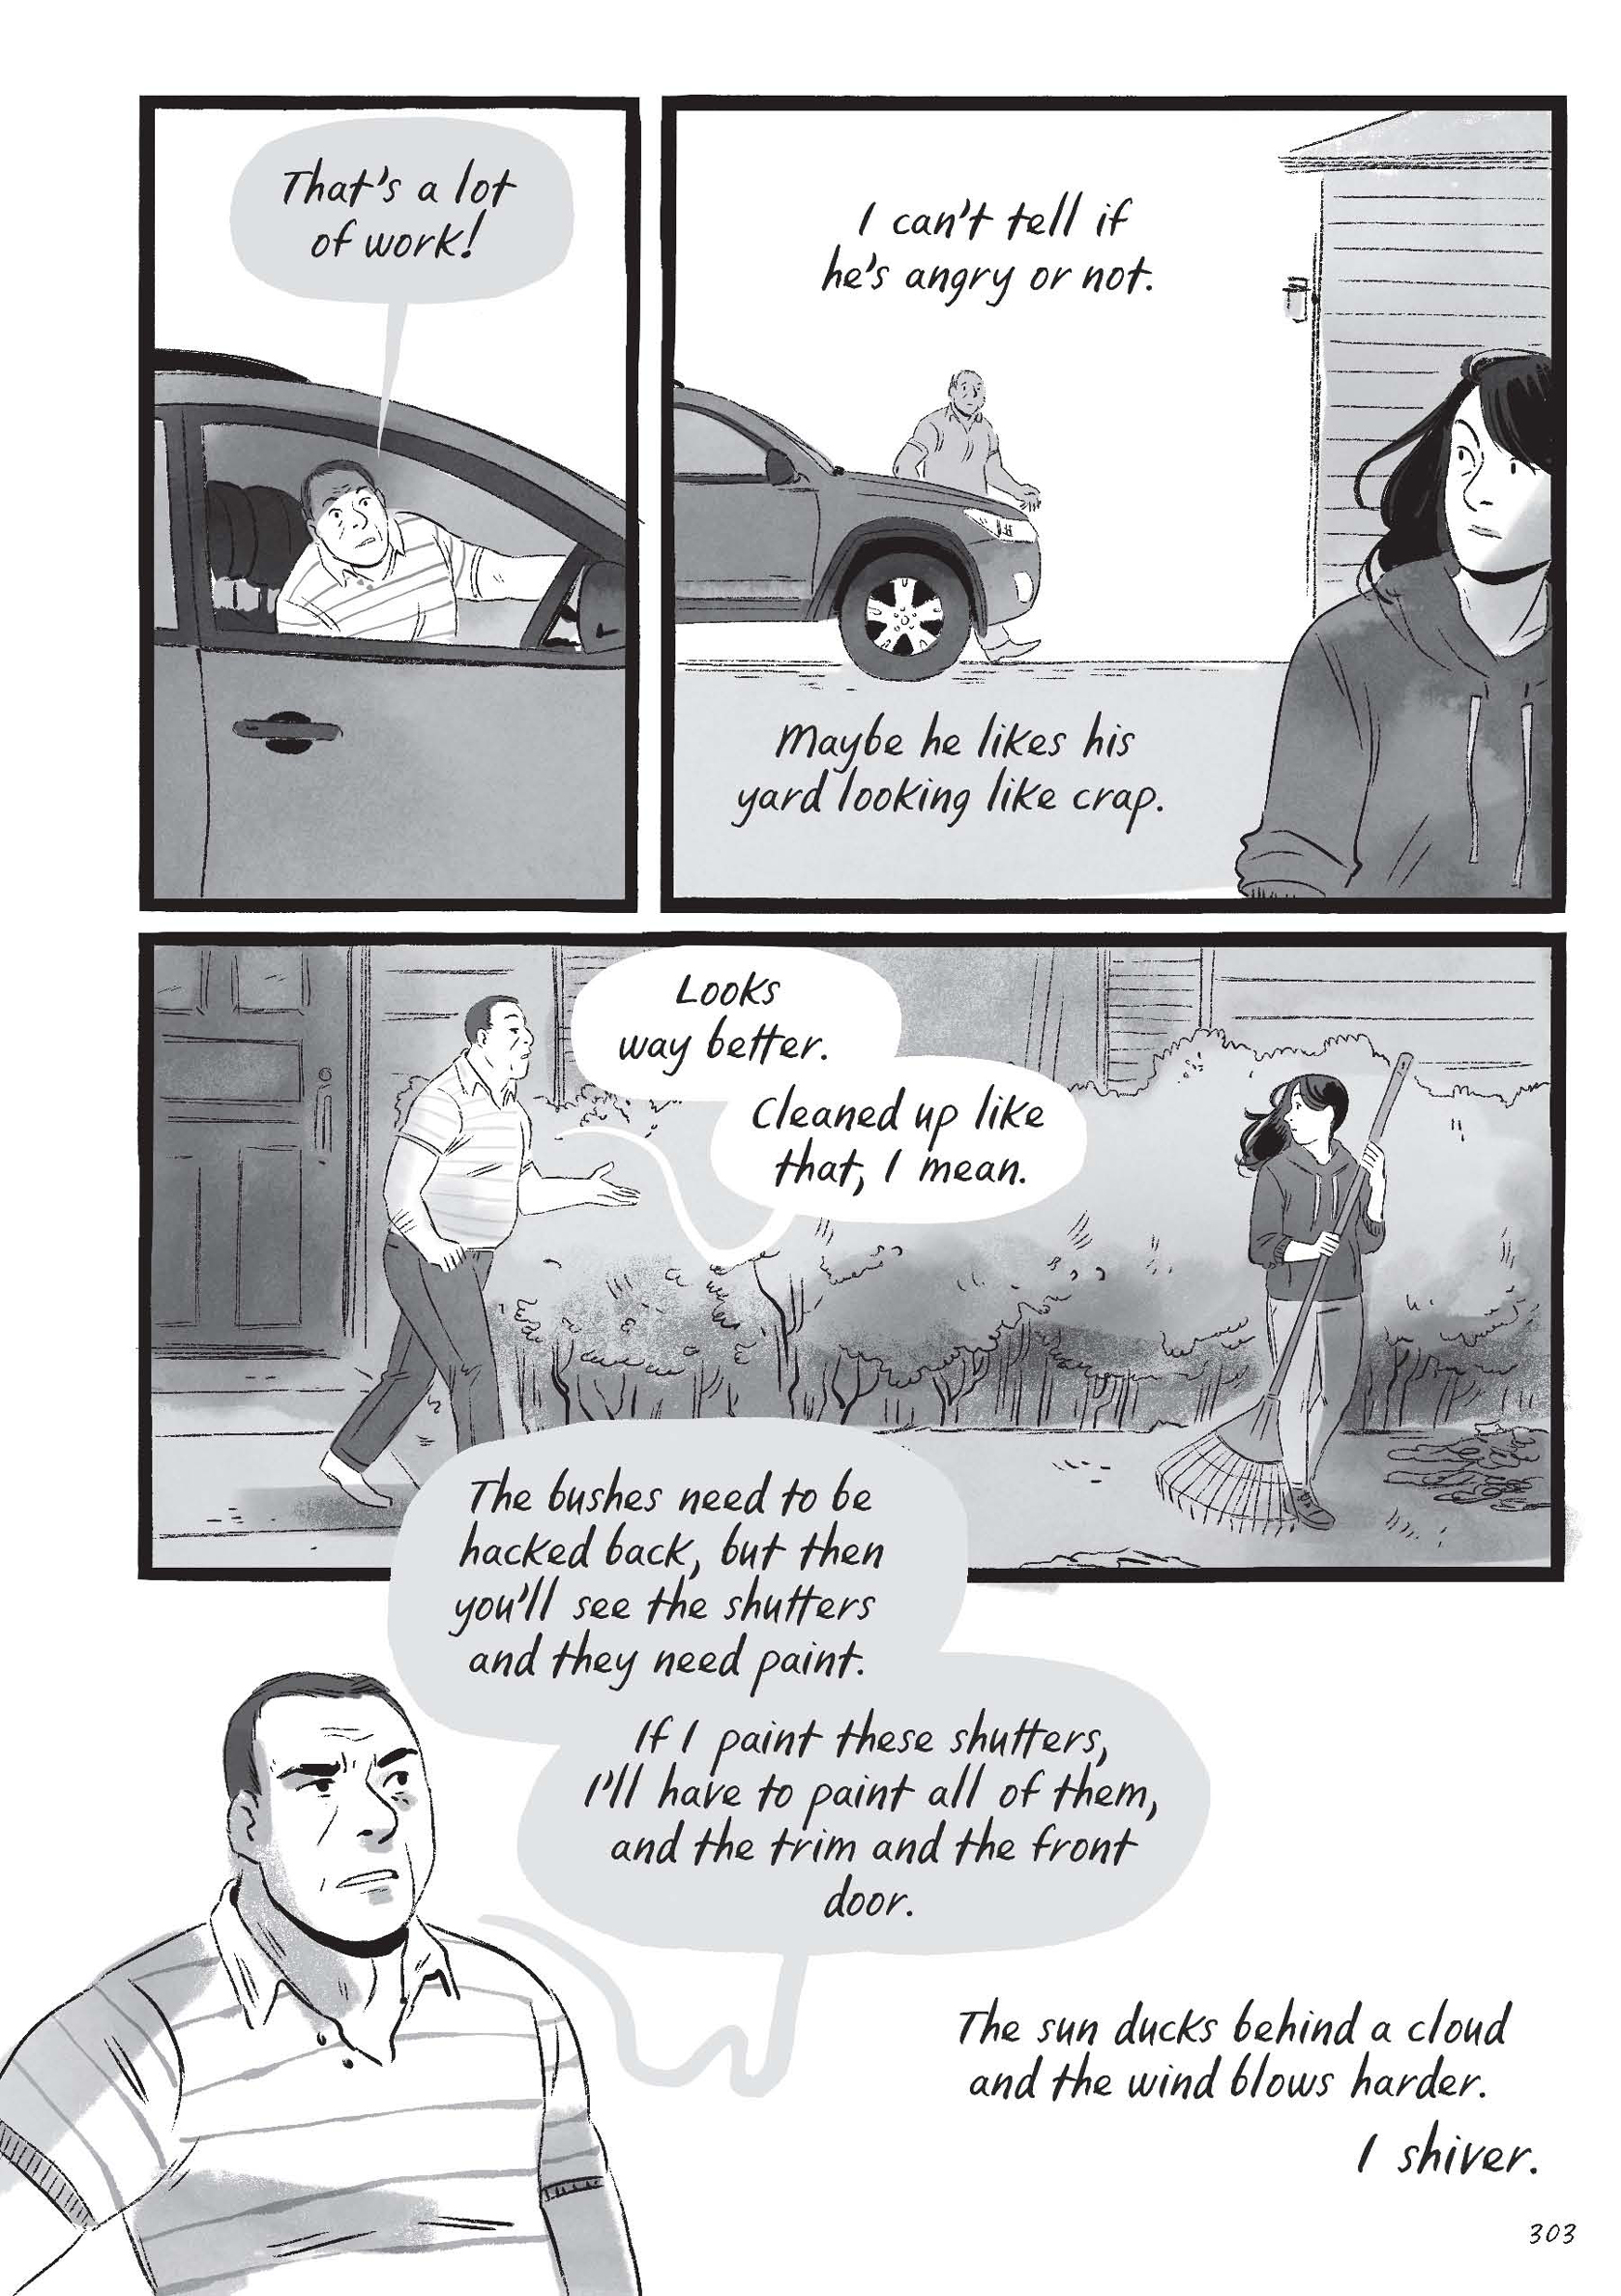 That's a lot
of work!
I can't tell if
he's angry or not.
Maybe he likes his
yard looking like crap.
Looks
way better.
Cleaned up like
that, I mean.
The bushes need to be
hacked back, but then
you'll see the shutters
and they need paint.
If I paint these shutters,
I'll have to paint all of them,
and the trim and the front
door.
The sun ducks behind a cloud
and the wind blows harder.
I shiver.
303